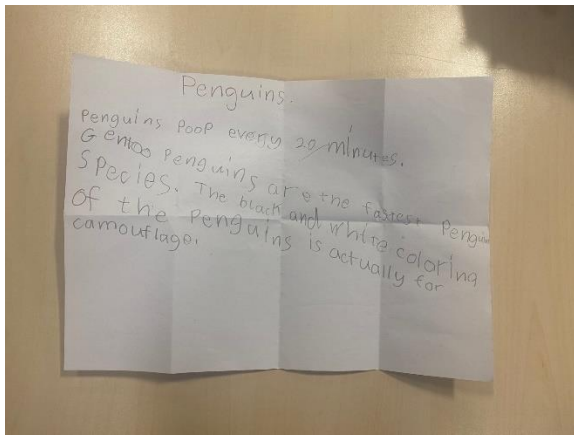 Penguins.
Penguins Poop every 20 minutes.
Gentoo Penguins are the fastest Penguin
Species. The black and white coloring
of the Penguins is actually for
camouflage.